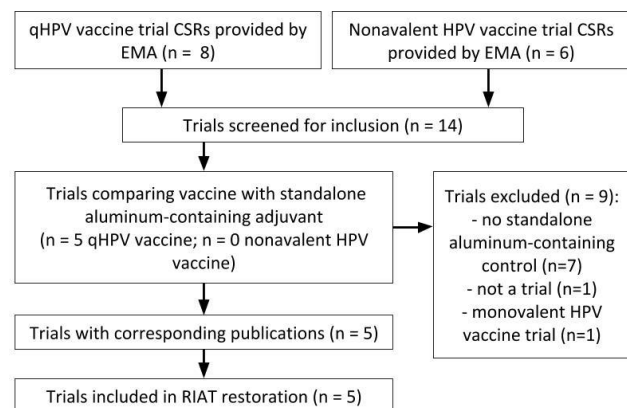 qHPV vaccine trial CSRs provided by
EMA (n =  8)
Nonavalent HPV vaccine trial CSRs
provided by EMA (n = 6)
Trials screened for inclusion (n = 14)
Trials comparing vaccine with standalone
aluminum-containing adjuvant
(n = 5 qHPV vaccine; n = 0 nonavalent HPV
vaccine)
Trials excluded (n = 9):
- no standalone
aluminum-containing
control (n=7)
- not a trial (n=1)
- monovalent HPV
vaccine trial (n=1)
Trials with corresponding publications (n = 5)
Trials included in RIAT restoration (n = 5)